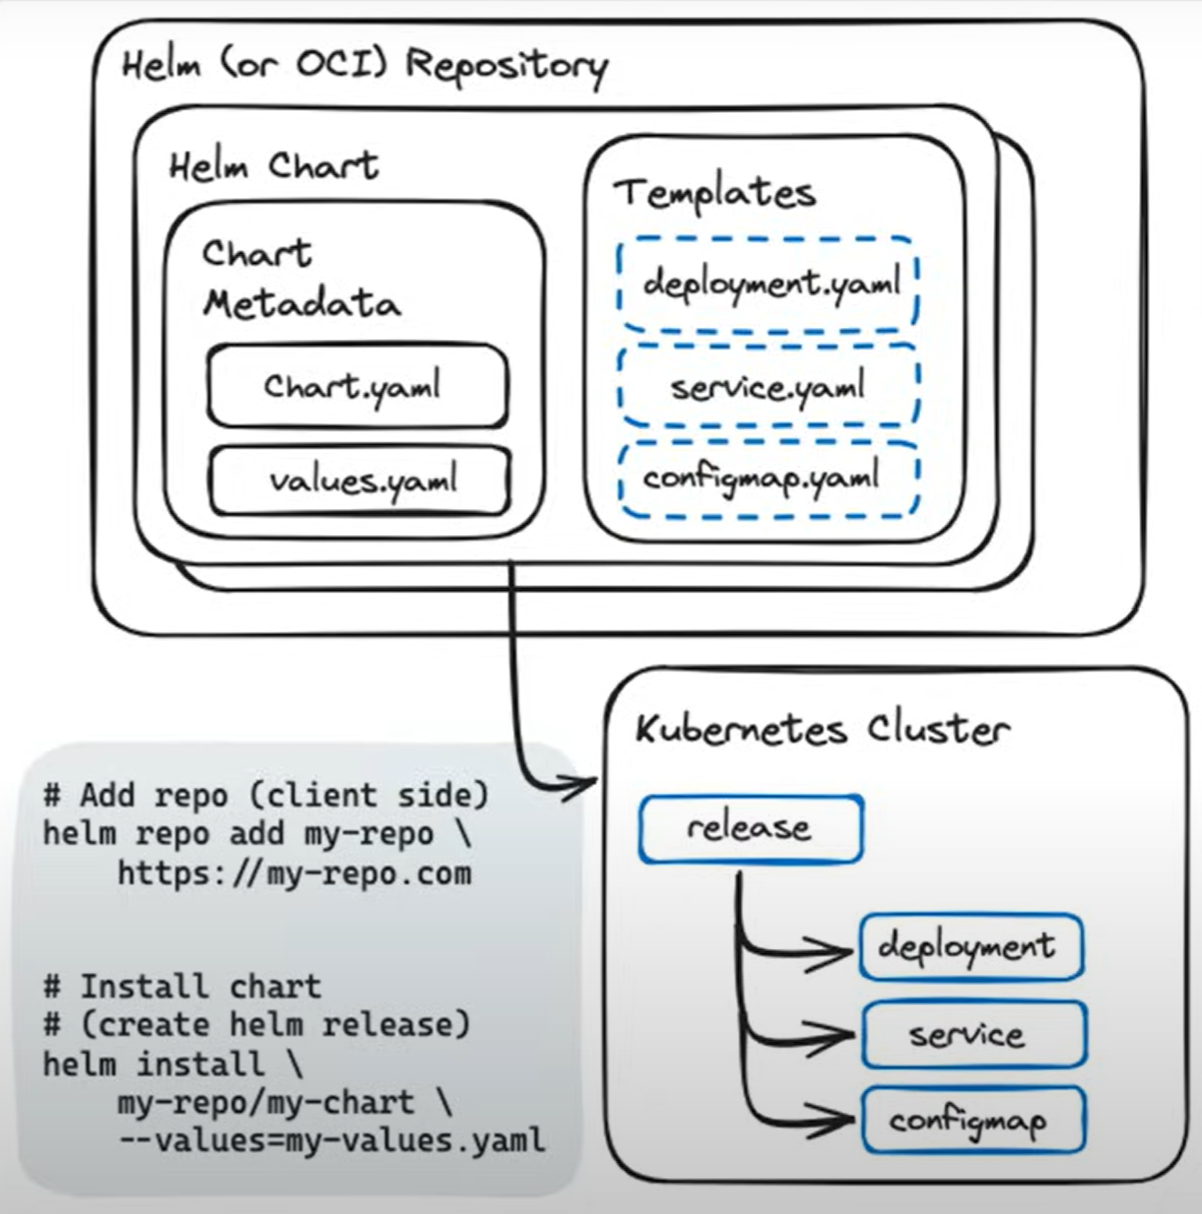 Helm (or OCI) Repository
Helm Chart
Chart
Metadata
Chart.yaml
values.yaml
Templates
deployment.yaml
service.yaml
configmap.yaml
Kubernetes Cluster
release
deployment
service
configmap
# Add repo (client side)
helm repo add my-repo \
https://my-repo.com
# Install chart
# (create helm release)
helm install \
my-repo/my-chart \
--values=my-values.yaml